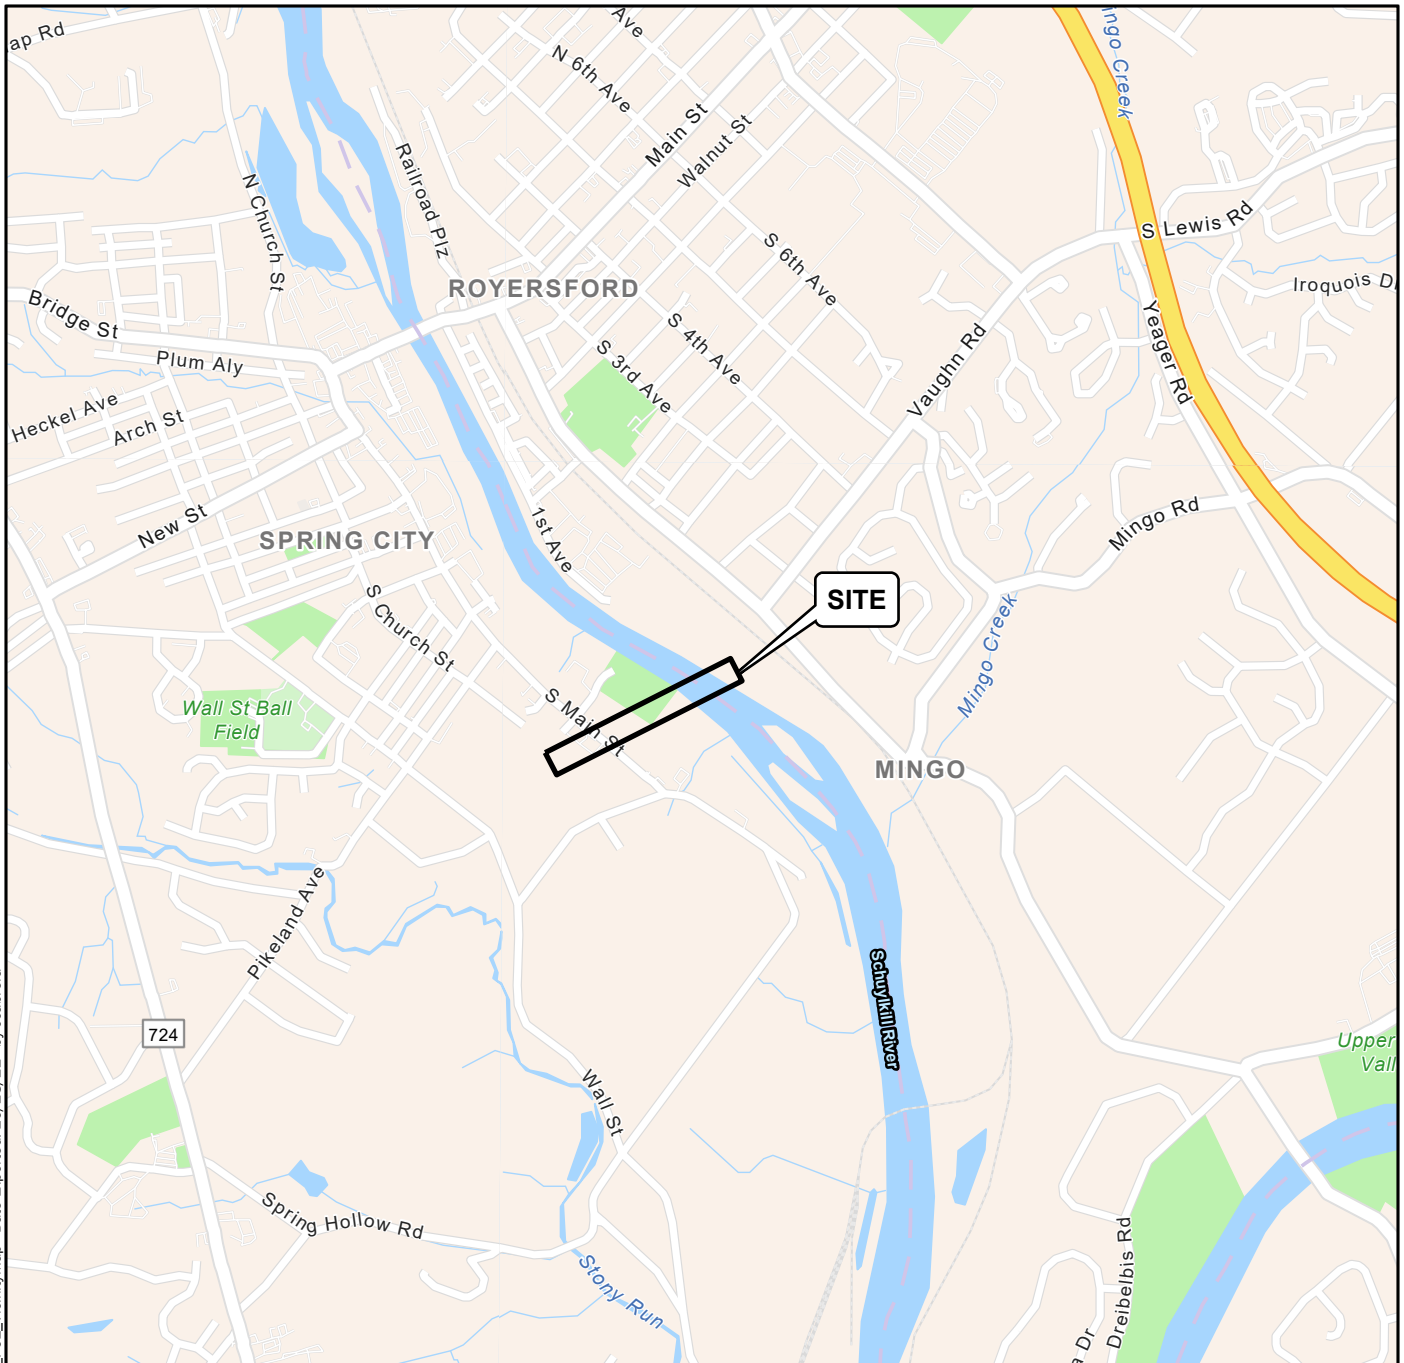 ap Rd
Ave
ingo Creek
N 6th Ave
Main St
Walnut St
Railroad Plz
N Church St
S Lewis Rd
S 6th Ave
Iroquois D
ROYERSFORD
Bridge St
Plum Aly
S 4th Ave
S 3rd Ave
Yeager Rd
Vaughn Rd
Heckel Ave
Arch St
New St
SPRING CITY
1st Ave
Mingo Rd
SITE
S Church St
Mingo Creek
Wall St Ball
Field
S Main St
MINGO
Pikeland Ave
Schuylkill River
724
Upper
Vall
Wall St
Spring Hollow Rd
Stony Run
Dreibelbis Rd
a Dr